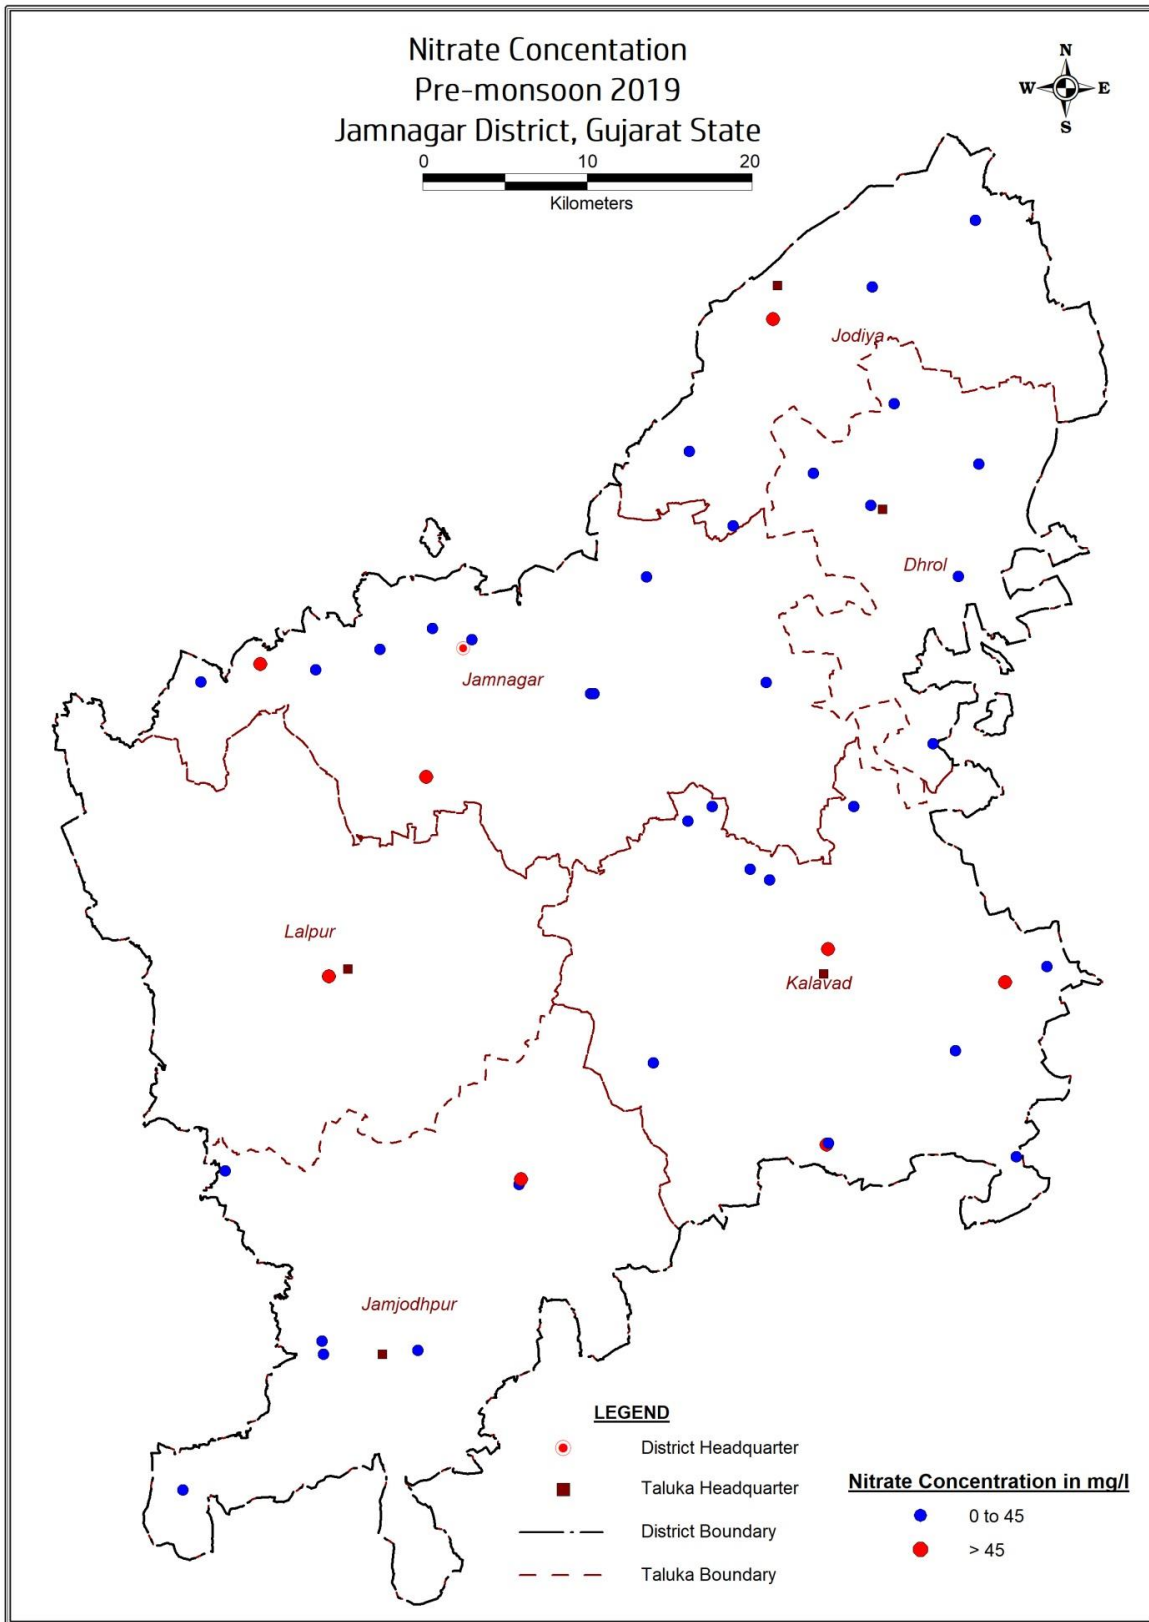 Nitrate Concentation
Pre-monsoon 2019
Jamnagar District, Gujarat State
0 10 20
Kilometers
N
W E
S
Jodiya
Dhrol
Jamnagar
Lalpur
Kalavad
Jamjodhpur
LEGEND
District Headquarter
Taluka Headquarter
District Boundary
Taluka Boundary
Nitrate Concentration in mg/l
0 to 45
> 45